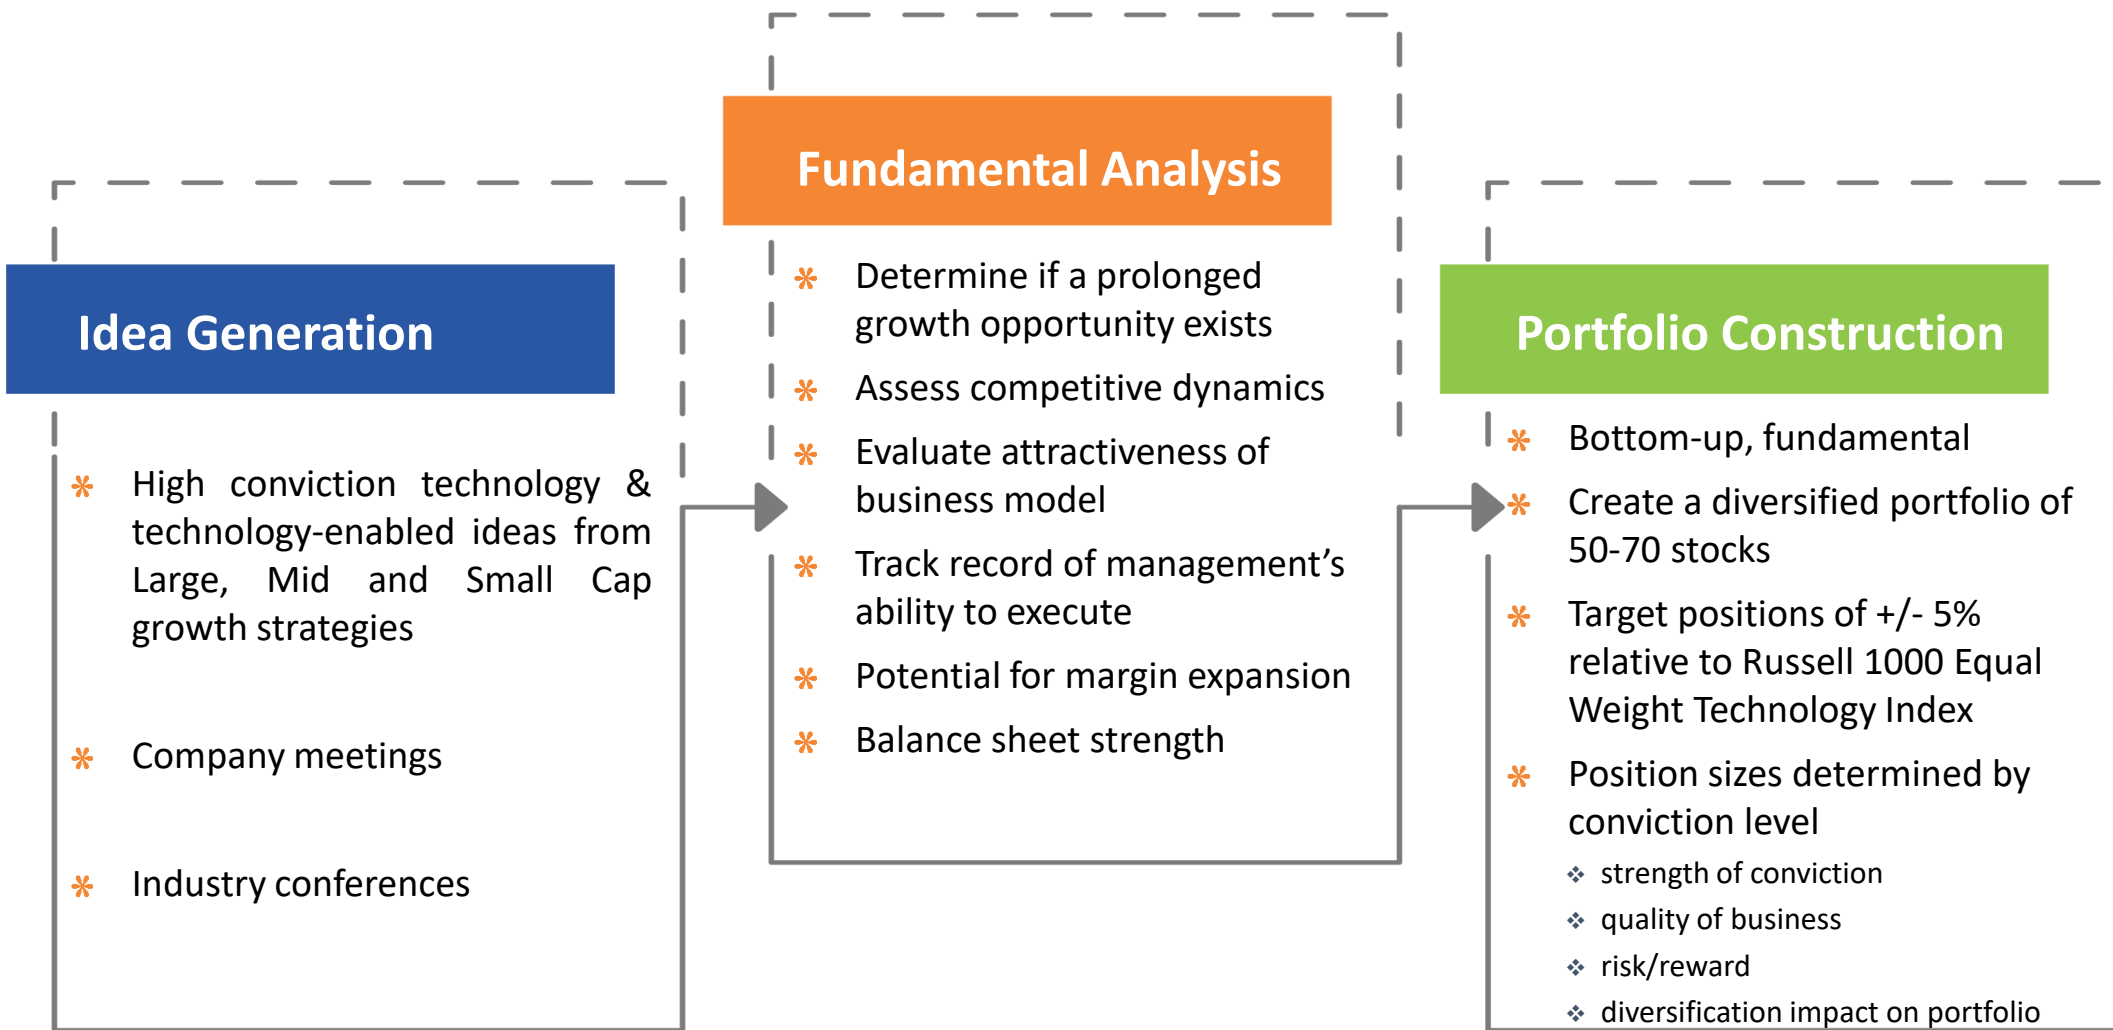 Idea Generation
High conviction technology &
technology-enabled ideas from
Large, Mid and Small Cap
growth strategies
Company meetings
Industry conferences
Fundamental Analysis
Determine if a prolonged
growth opportunity exists
Assess competitive dynamics
Evaluate attractiveness of
business model
Track record of management’s
ability to execute
Potential for margin expansion
Balance sheet strength
Portfolio Construction
Bottom-up, fundamental
Create a diversified portfolio of
50-70 stocks
Target positions of +/- 5%
relative to Russell 1000 Equal
Weight Technology Index
Position sizes determined by
conviction level
strength of conviction
quality of business
risk/reward
diversification impact on portfolio